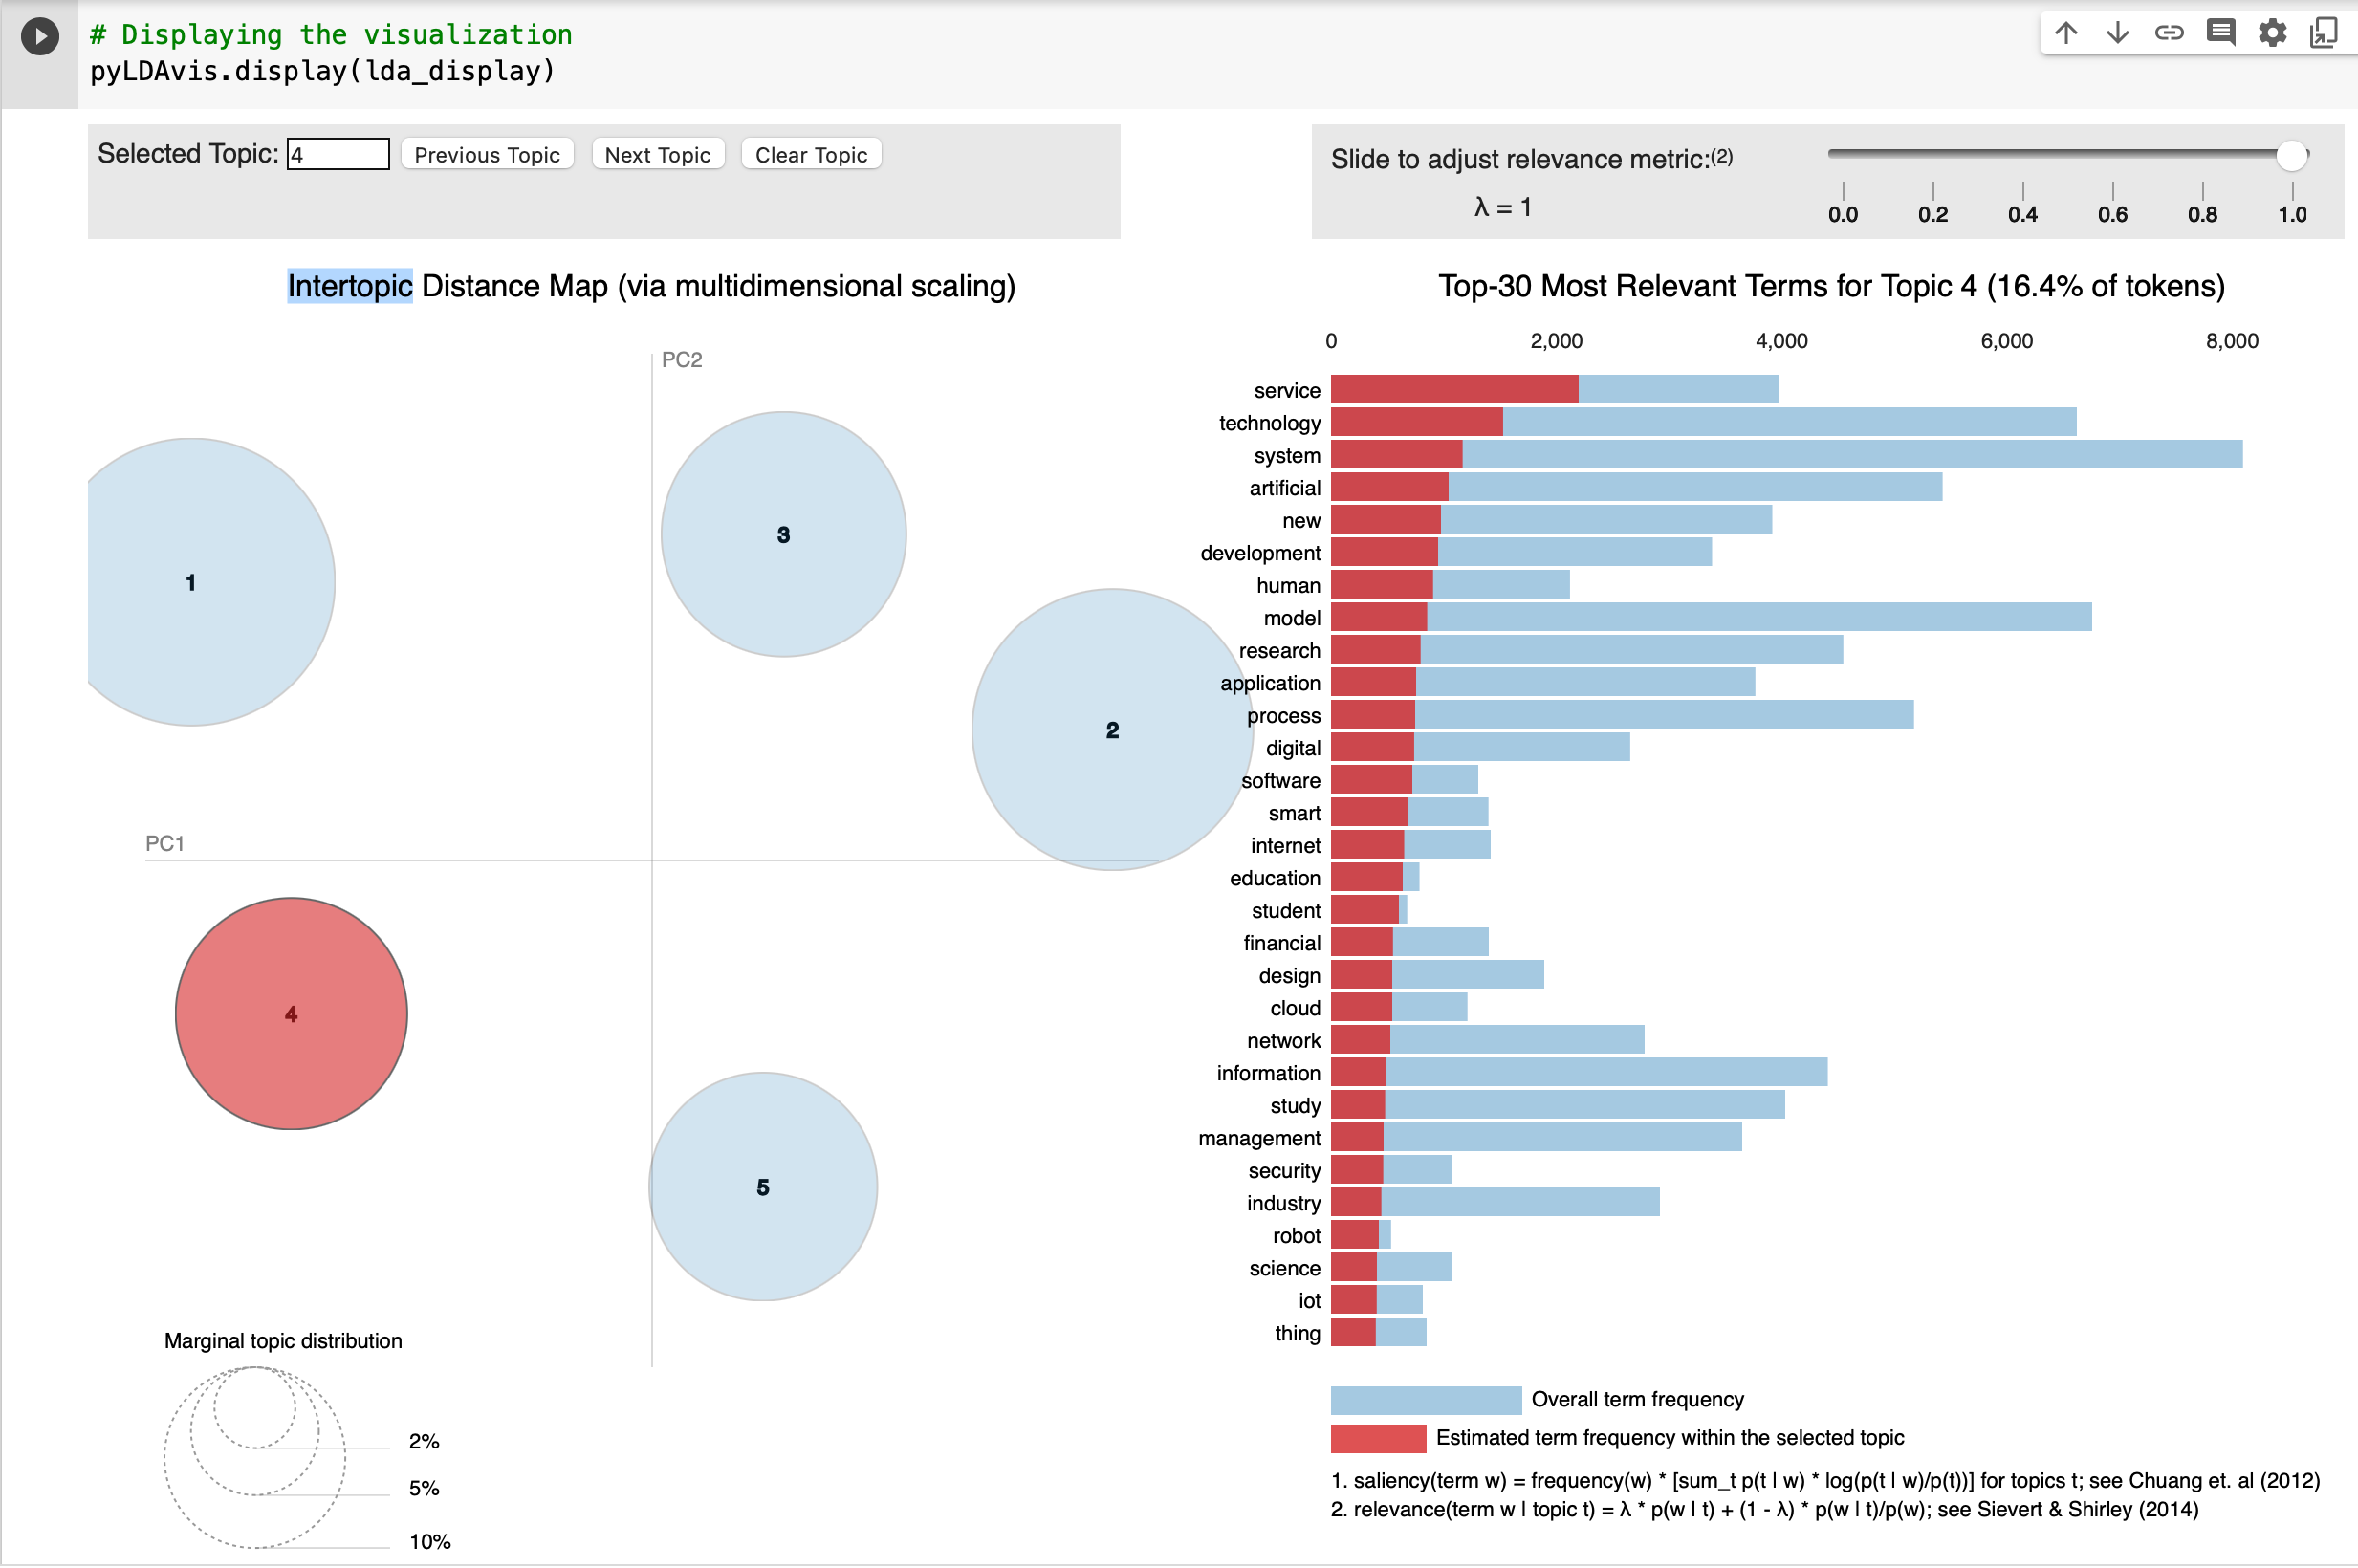 # Displaying the visualization
pyLDAvis.display(lda_display)
Selected Topic: 4 Previous Topic Next Topic Clear Topic
Slide to adjust relevance metric:(2)
λ = 1
0.0 0.2 0.4 0.6 0.8 1.0
Intertopic Distance Map (via multidimensional scaling)
PC2
PC1
1
3
2
4
5
Marginal topic distribution
2%
5%
10%
Top-30 Most Relevant Terms for Topic 4 (16.4% of tokens)
0 2,000 4,000 6,000 8,000
service
technology
system
artificial
new
development
human
model
research
application
process
digital
software
smart
internet
education
student
financial
design
cloud
network
information
study
management
security
industry
robot
science
iot
thing
Overall term frequency
Estimated term frequency within the selected topic
1. saliency(term w) = frequency(w) * [sum_t p(t | w) * log(p(t | w)/p(t))] for topics t; see Chuang et. al (2012)
2. relevance(term w | topic t) = λ * p(w | t) + (1 - λ) * p(w | t)/p(w); see Sievert & Shirley (2014)